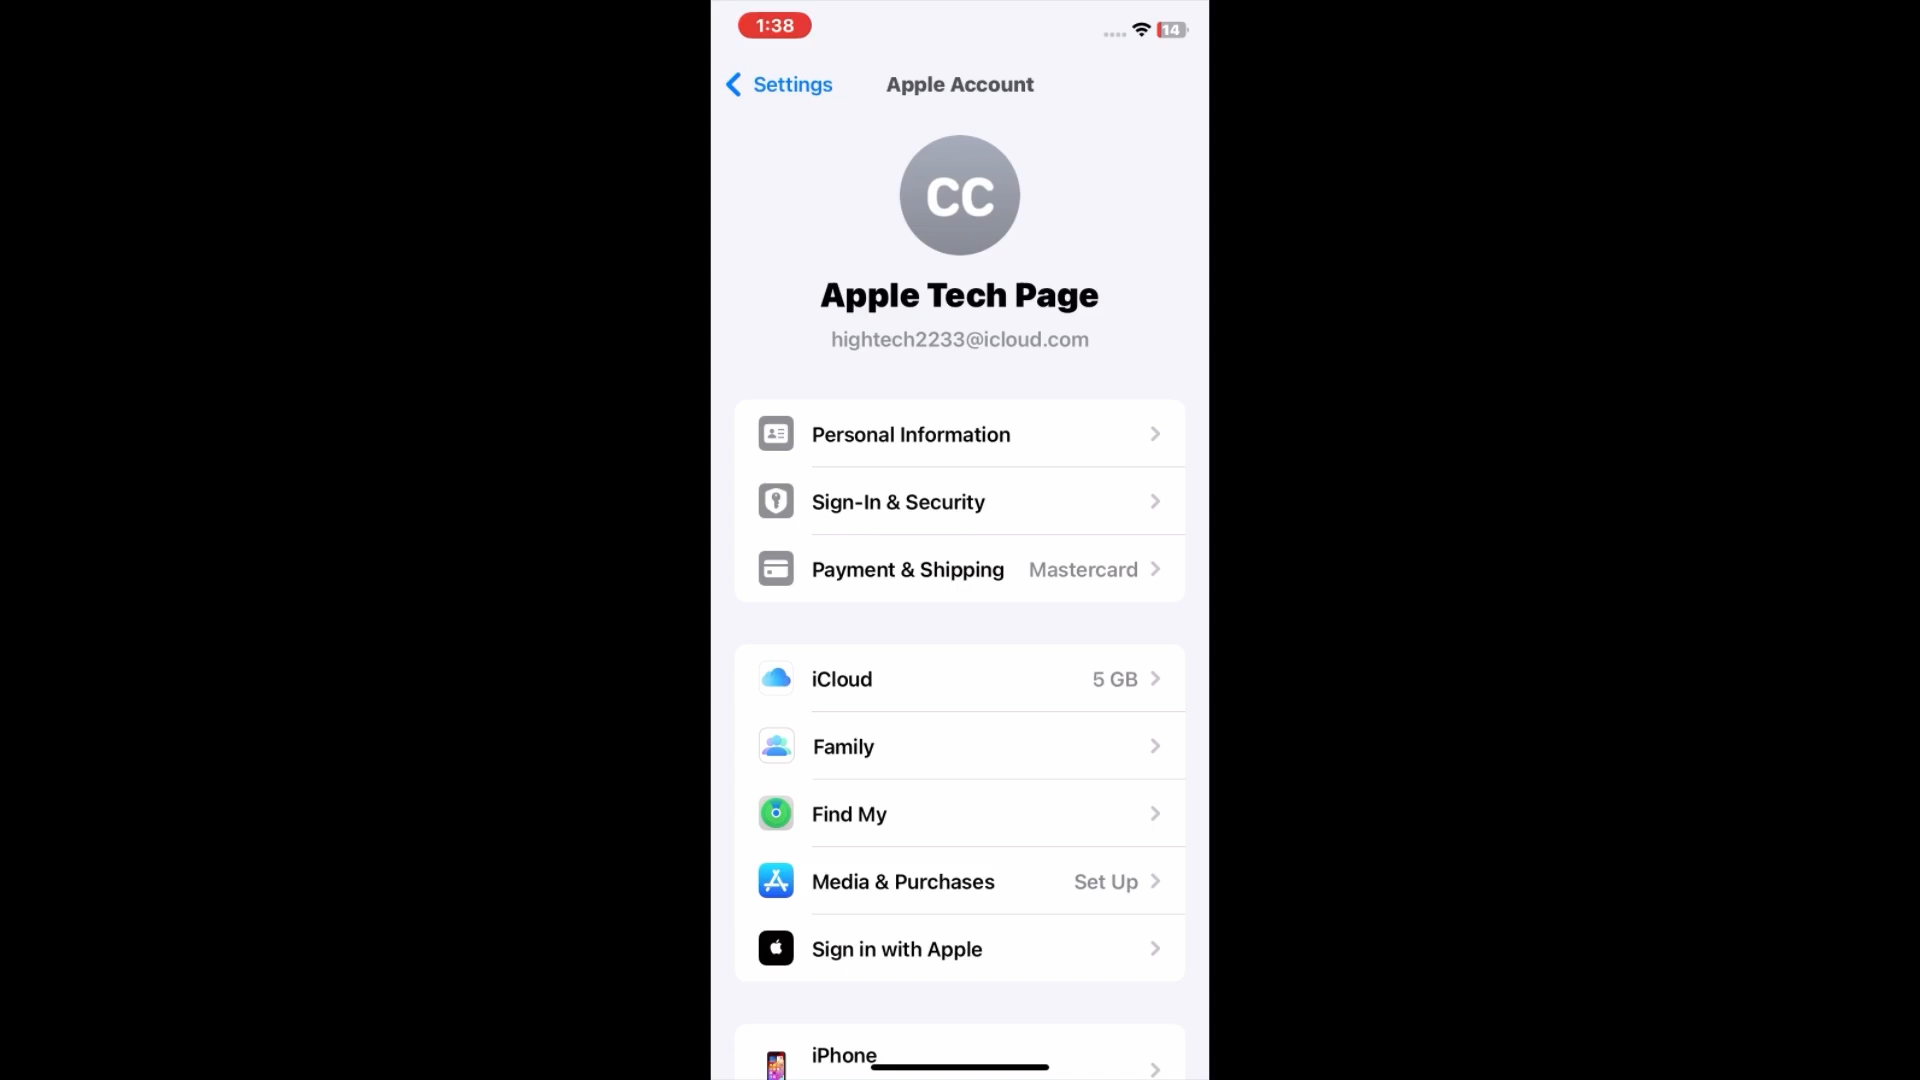 1:38
14
Settings
Apple Account
CC
Apple Tech Page
hightech2233@icloud.com
Personal Information
Sign-In & Security
Payment & Shipping Mastercard
iCloud 5 GB
Family
Find My
Media & Purchases Set Up
Sign in with Apple
iPhone